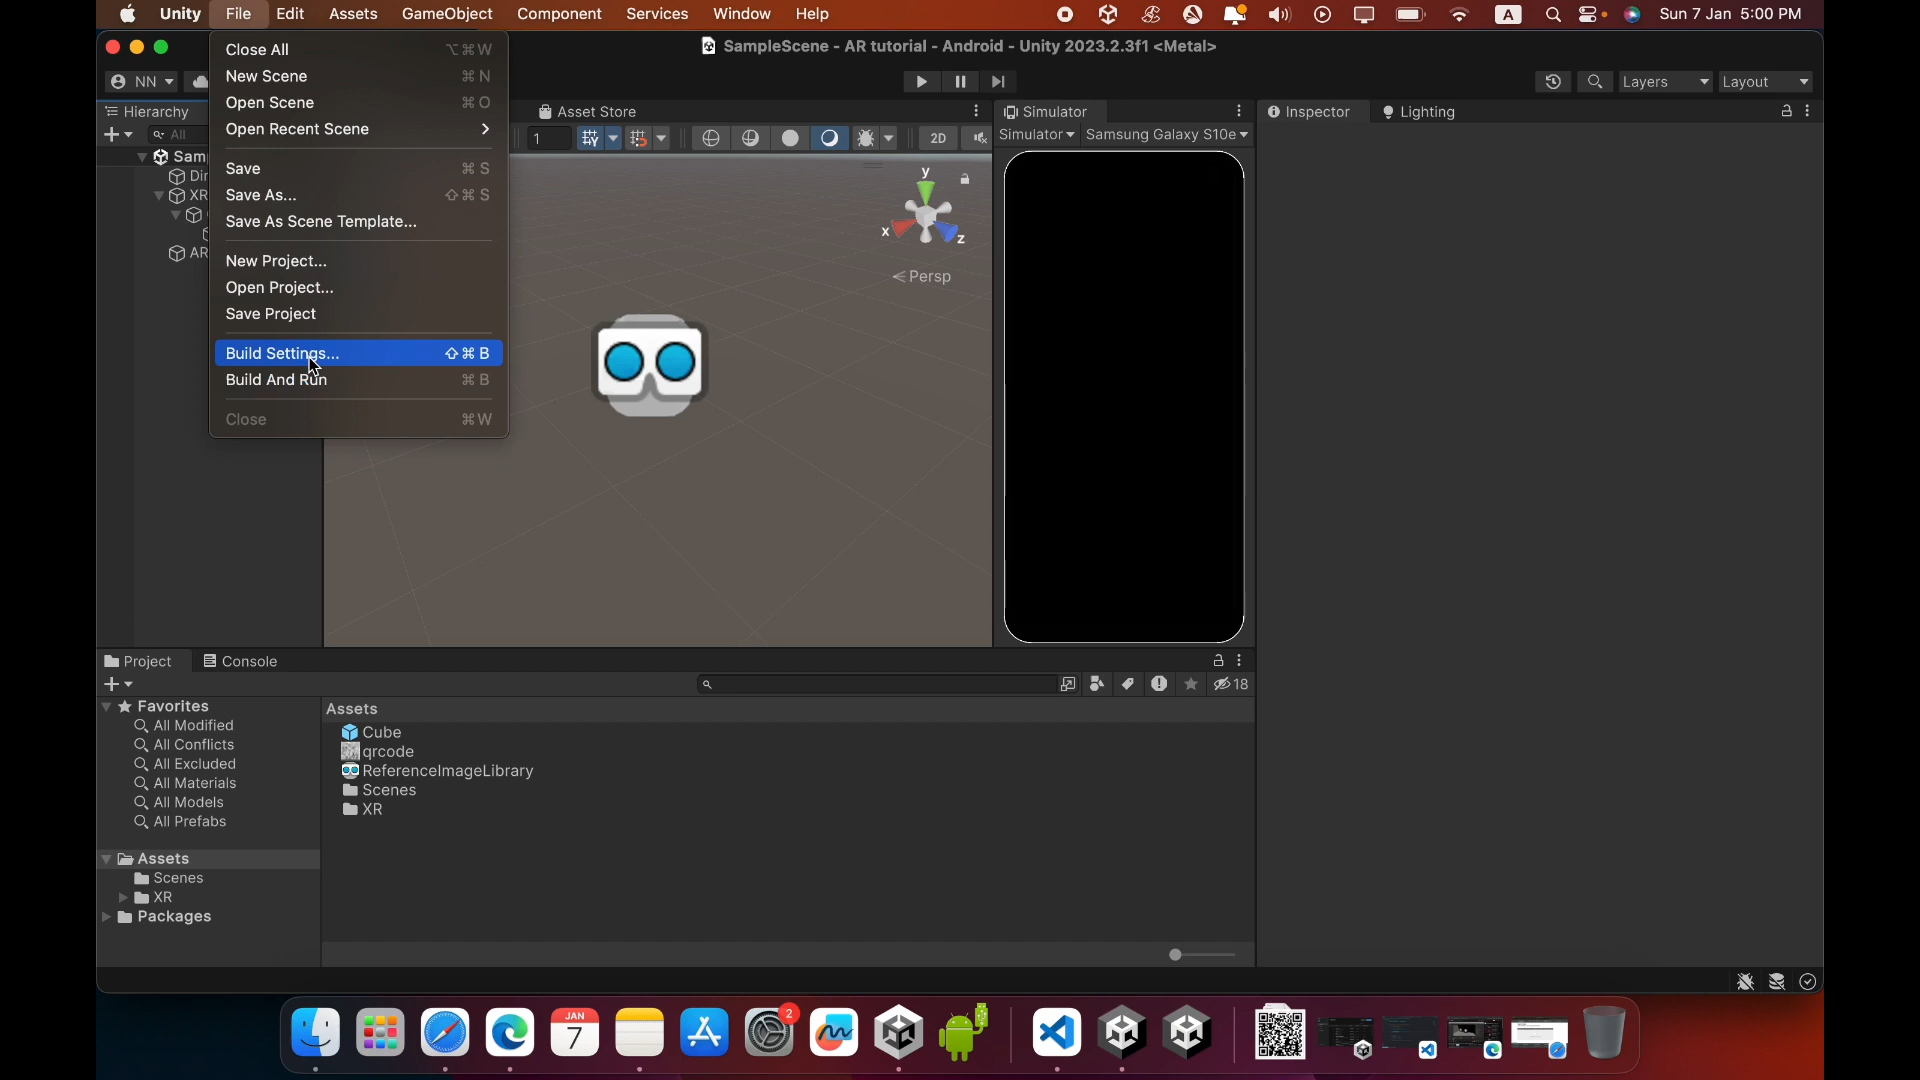 Unity File Edit Assets GameObject Component Services Window Help A Sun 7 Jan 5:00 PM
SampleScene - AR tutorial - Android - Unity 2023.2.3f1 <Metal>
Close All ⌥⌘W
New Scene ⌘N
Open Scene ⌘O
Open Recent Scene >
Save ⌘S
Save As... ⇧⌘S
Save As Scene Template...
New Project...
Open Project...
Save Project
Build Settings... ⇧⌘B
Build And Run ⌘B
Close ⌘W
NN
Layers Layout
Hierarchy
All
Asset Store
1
2D
y
x
z
Persp
Simulator
Simulator Samsung Galaxy S10e
Inspector Lighting
Project Console
18
Favorites
All Modified
All Conflicts
All Excluded
All Materials
All Models
All Prefabs
Assets
Scenes
XR
Packages
Assets
Cube
qrcode
ReferenceImageLibrary
Scenes
XR
JAN
7
2